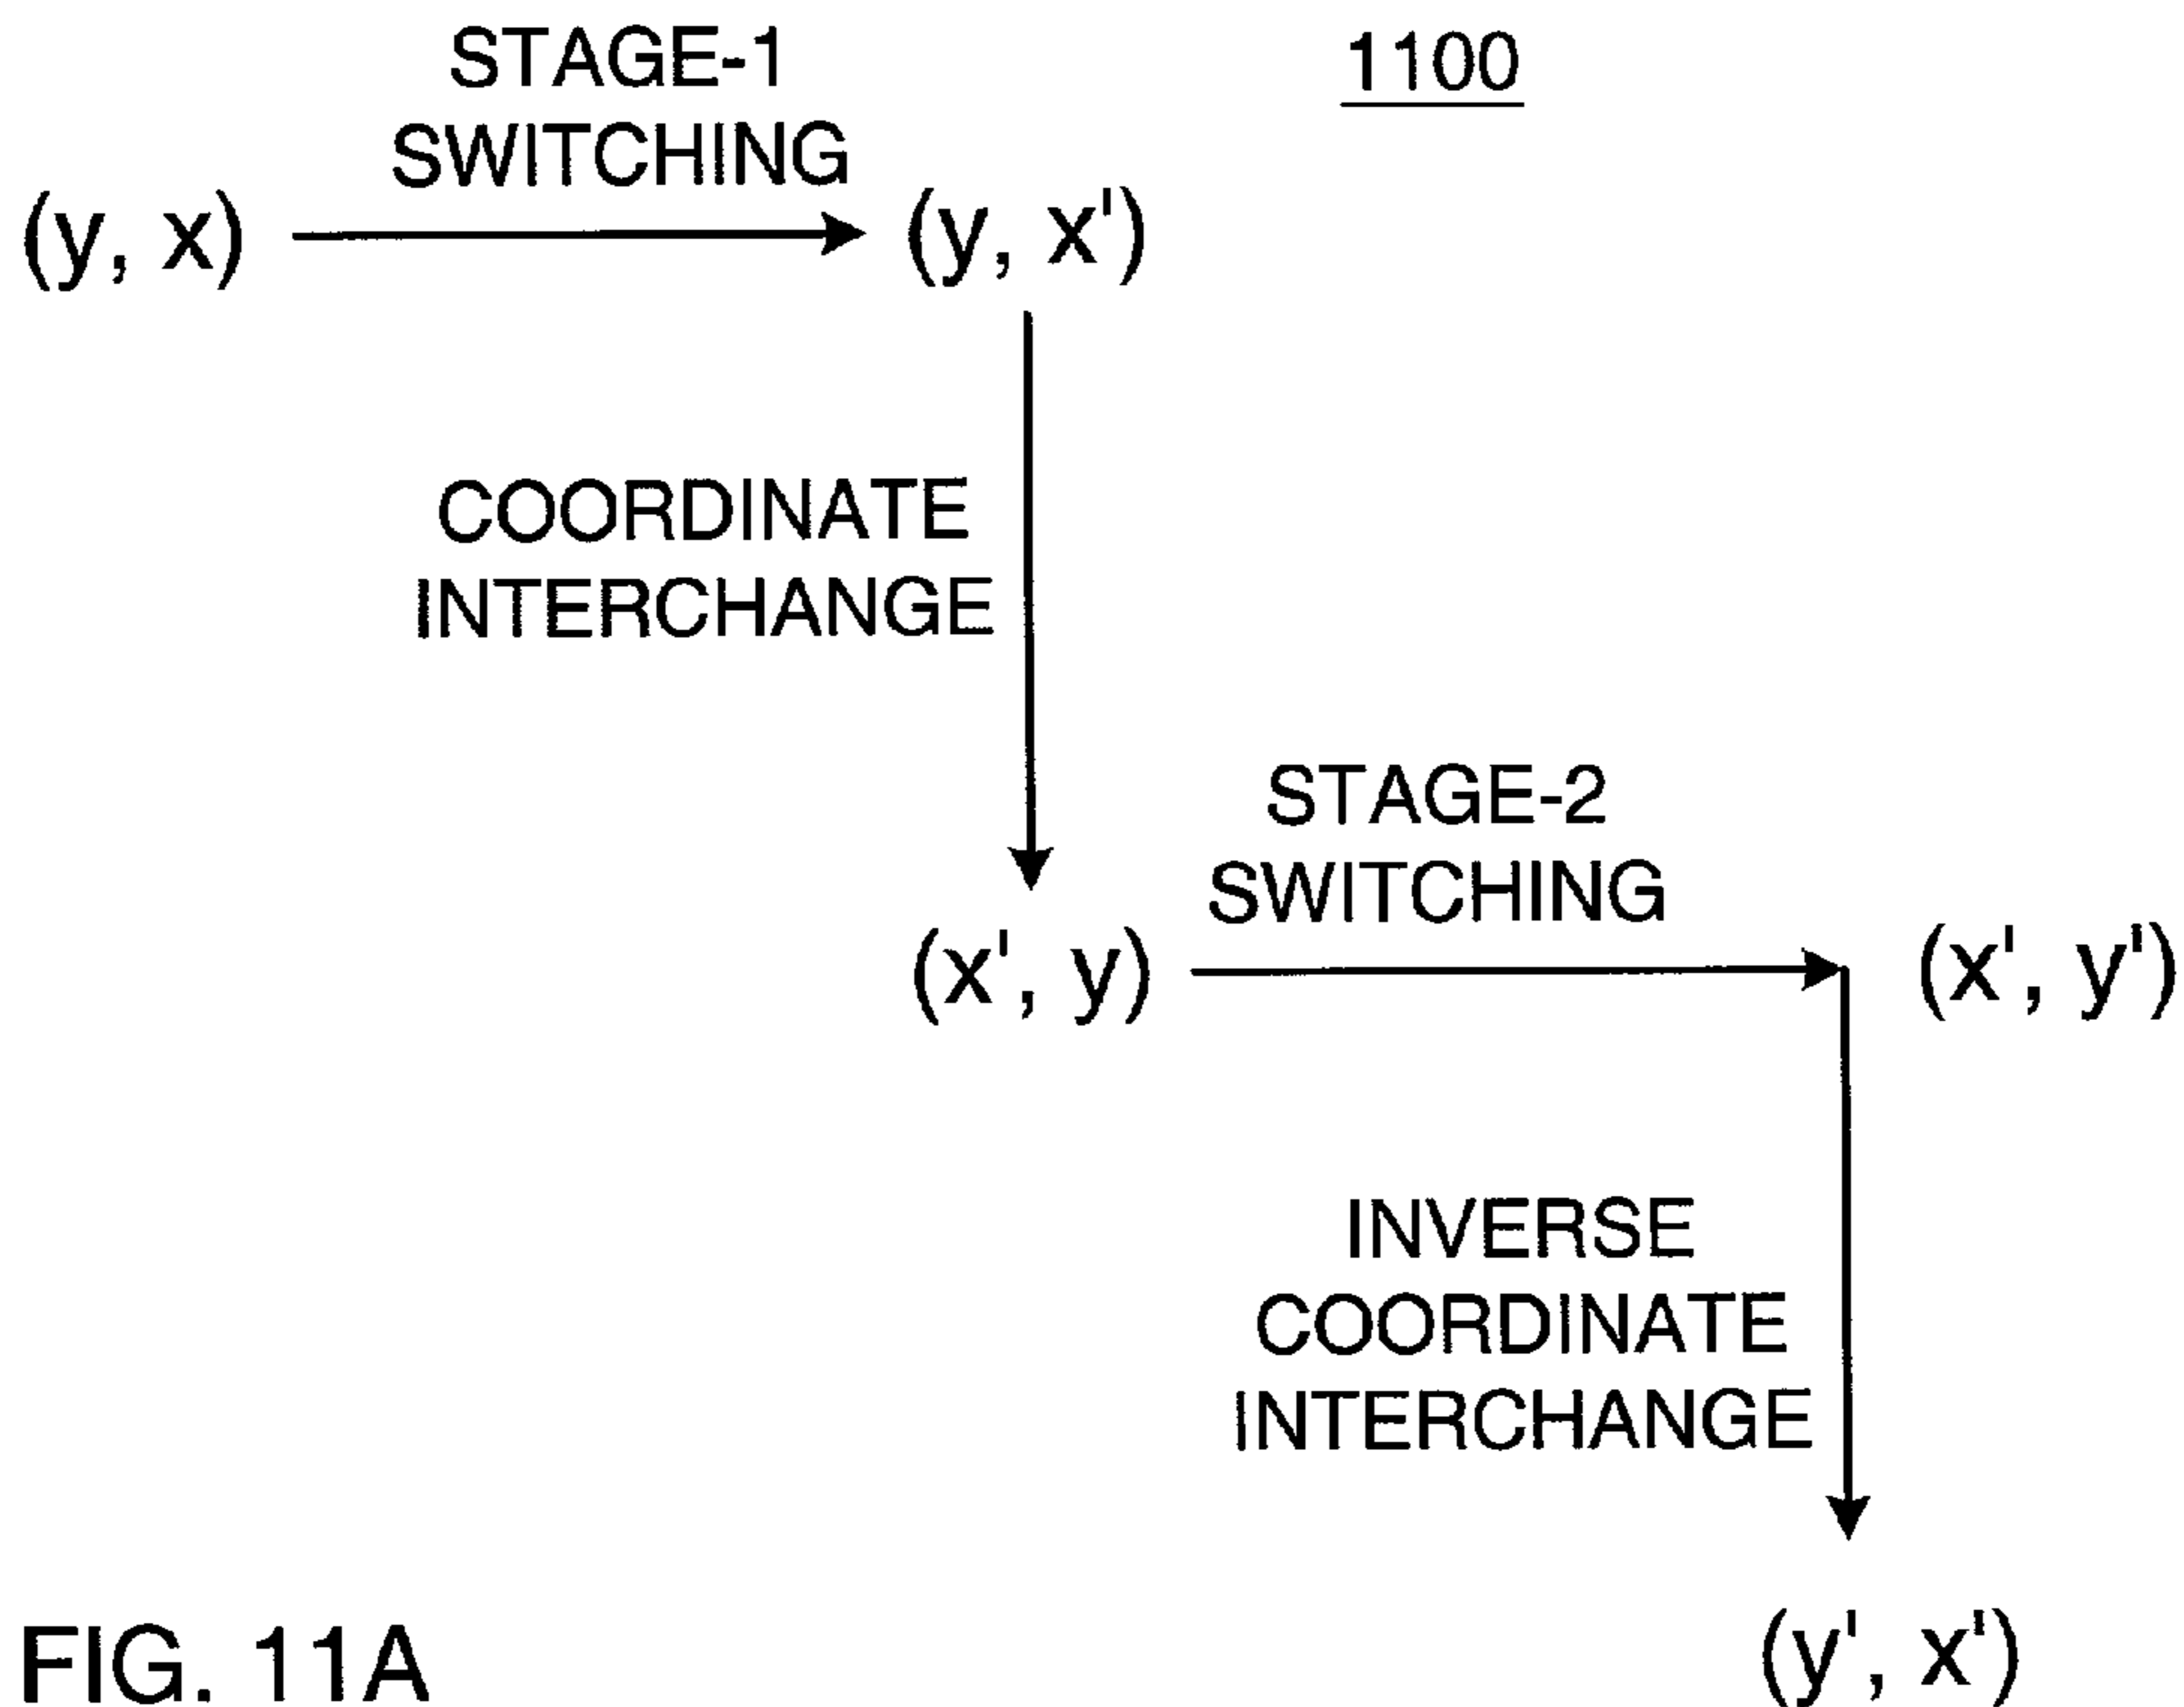 STAGE-1
SWITCHING
1100
(y, x)
(y, x')
COORDINATE
INTERCHANGE
STAGE-2
SWITCHING
(x', y)
(x', y')
INVERSE
COORDINATE
INTERCHANGE
(y', x')
FIG. 11A